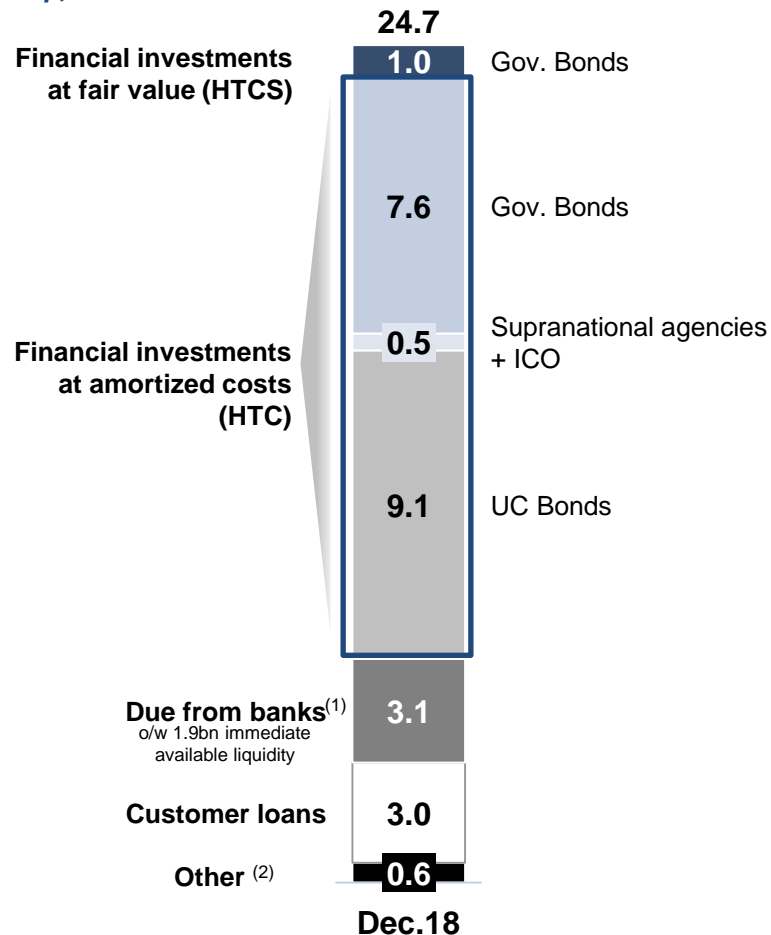 24.7
Financial investments
at fair value (HTCS)
1.0
Gov. Bonds
7.6
Gov. Bonds
Financial investments
at amortized costs
(HTC)
0.5
Supranational agencies
+ ICO
9.1
UC Bonds
Due from banks(1)
o/w 1.9bn immediate
available liquidity
3.1
Customer loans
3.0
Other (2)
0.6
Dec.18